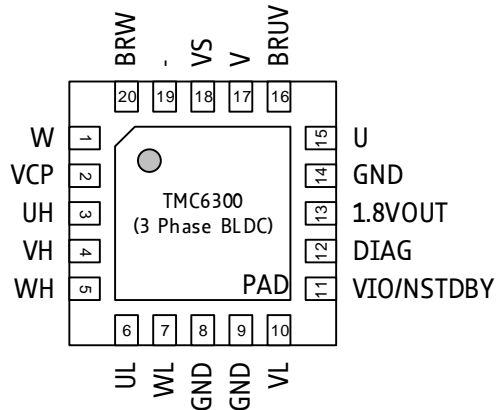 BRW
-
VS
V
BRUV
20 19 18 17 16
W 1
VCP 2
UH 3
VH 4
WH 5
TMC6300
(3 Phase BLDC)
PAD
15 U
14 GND
13 1.8VOUT
12 DIAG
11 VIO/NSTDBY
6 7 8 9 10
UL
WL
GND
GND
VL